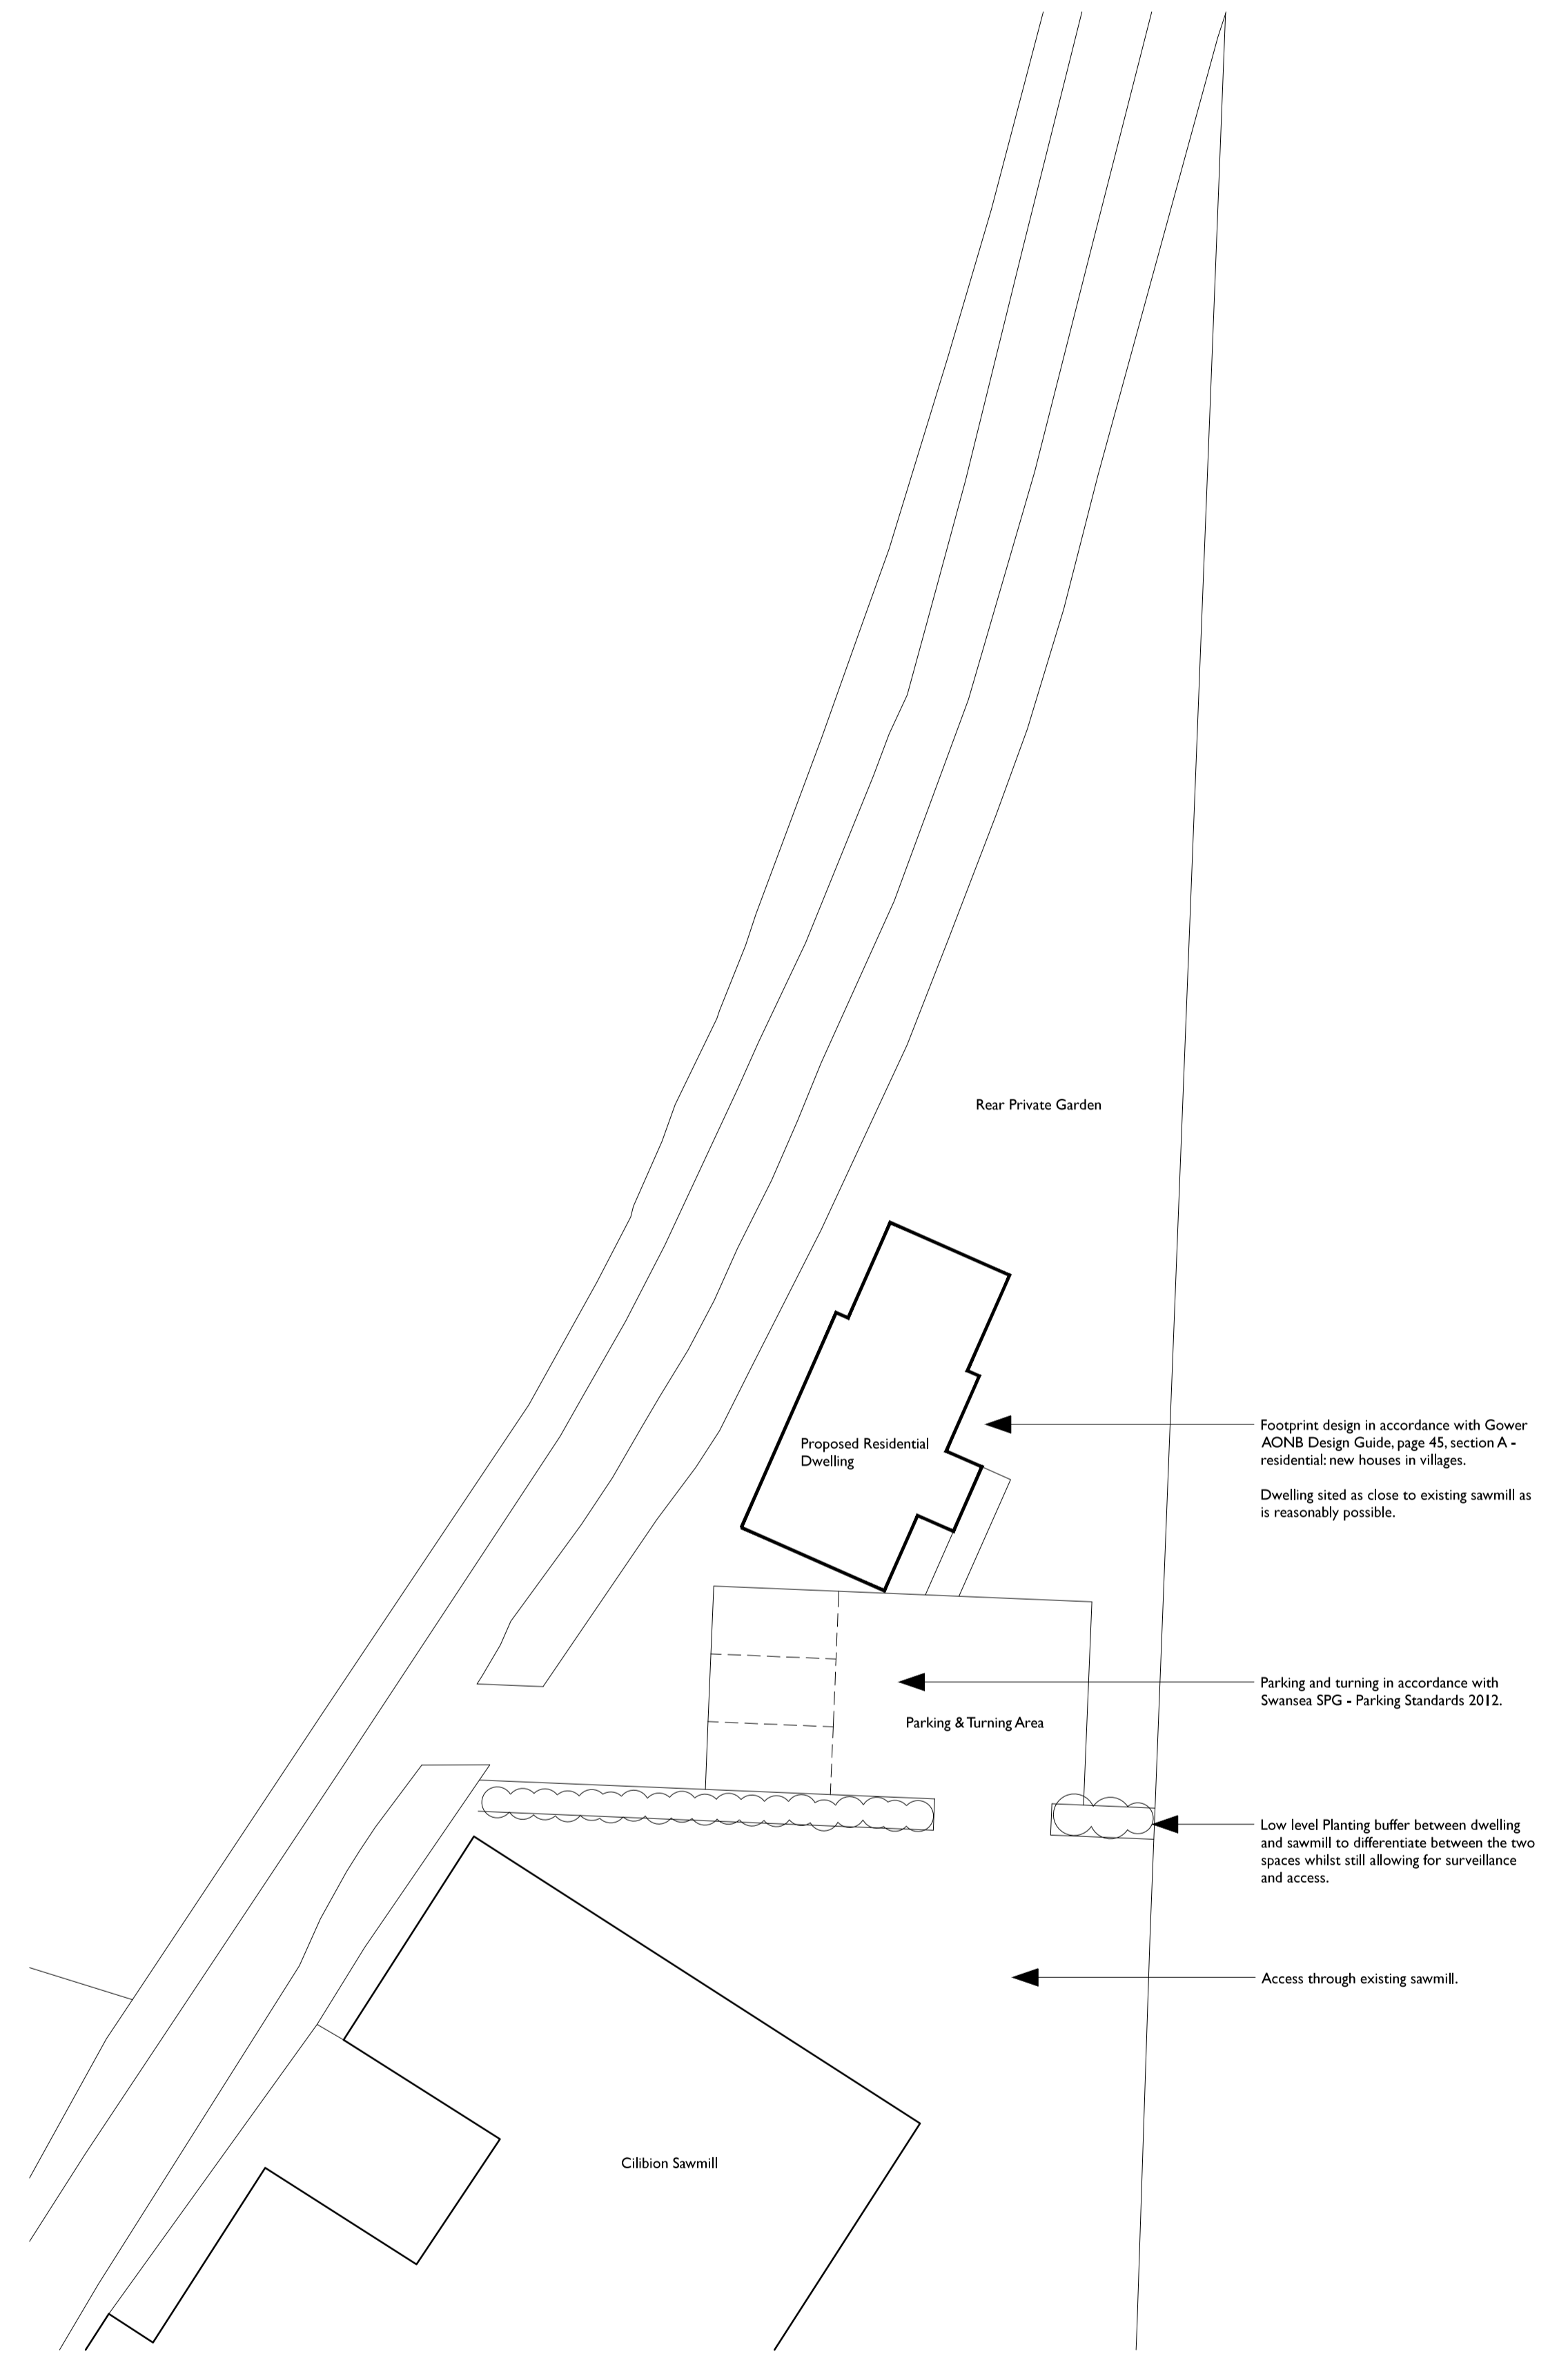 Rear Private Garden
Proposed Residential
Dwelling
Footprint design in accordance with Gower
AONB Design Guide, page 45, section A -
residential: new houses in villages.
Dwelling sited as close to existing sawmill as
is reasonably possible.
Parking and turning in accordance with
Swansea SPG - Parking Standards 2012.
Parking & Turning Area
Low level Planting buffer between dwelling
and sawmill to differentiate between the two
spaces whilst still allowing for surveillance
and access.
Access through existing sawmill.
Cilibion Sawmill